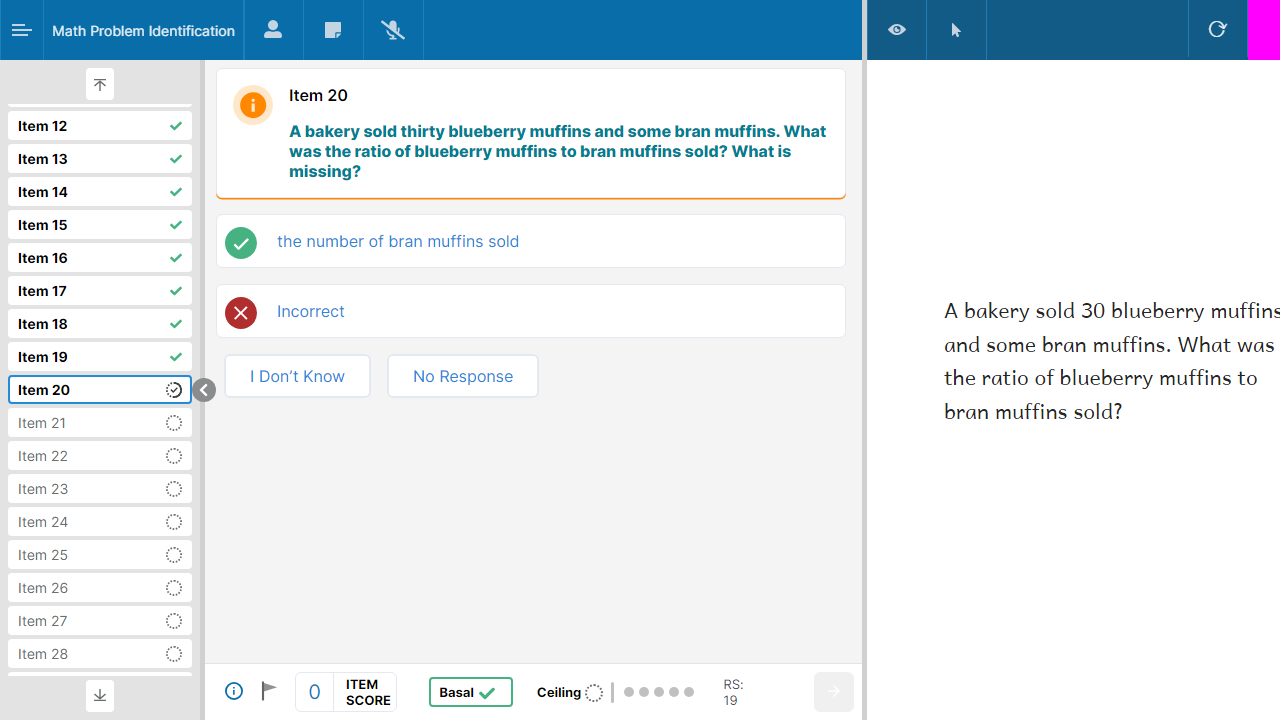 Math Problem Identification
Item 12
Item 13
Item 14
Item 15
Item 16
Item 17
Item 18
Item 19
Item 20
Item 21
Item 22
Item 23
Item 24
Item 25
Item 26
Item 27
Item 28
Item 20
A bakery sold thirty blueberry muffins and some bran muffins. What
was the ratio of blueberry muffins to bran muffins sold? What is
missing?
the number of bran muffins sold
Incorrect
I Don’t Know
No Response
0
ITEM
SCORE
Basal
Ceiling
RS:
19
A bakery sold 30 blueberry muffins
and some bran muffins. What was
the ratio of blueberry muffins to
bran muffins sold?